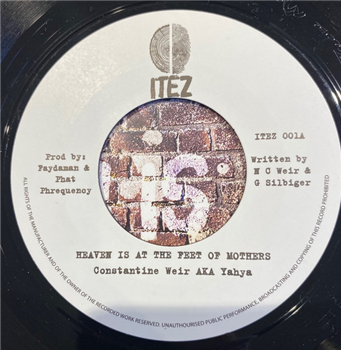 ITEZ
ITEZ 001A
Prod by:
Faydaman &
Phat
Phrequency
Written by
N C Weir &
G Silbiger
HEAVEN IS AT THE FEET OF MOTHERS
Constantine Weir AKA Yahya
ALL RIGHTS OF THE MANUFACTURER AND OF THE OWNER OF THE RECORDED WORK RESERVED. UNAUTHORISED PUBLIC PERFORMANCE, BROADCASTING AND COPYING OF THIS RECORD PROHIBITED